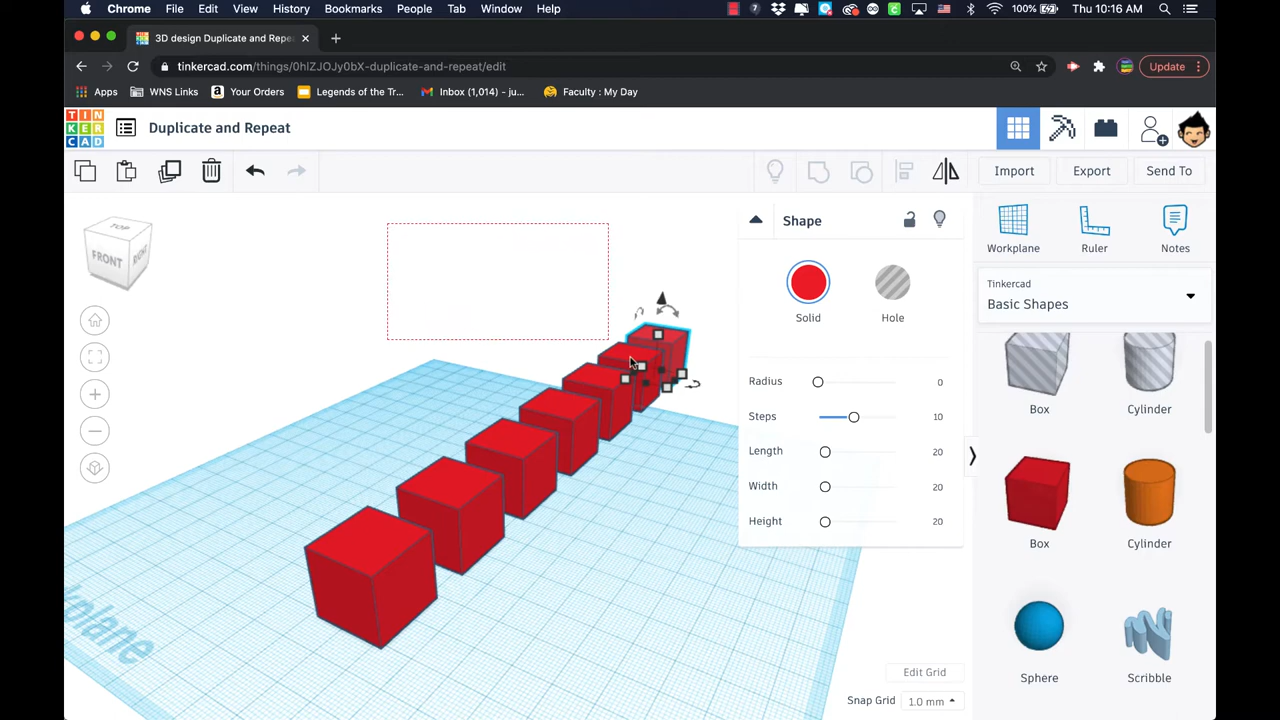 Chrome File Edit View History Bookmarks People Tab Window Help 7 100% Thu 10:16 AM
3D design Duplicate and Repe
tinkercad.com/things/0hlZJOJy0bX-duplicate-and-repeat/edit Update
Apps WNS Links Your Orders Legends of the Tr... Inbox (1,014) - ju... Faculty : My Day
TIN
KER
CAD
Duplicate and Repeat
Import Export Send To
TOP
FRONT
RIGHT
Shape
Workplane Ruler Notes
Solid Hole
Tinkercad
Basic Shapes
Radius 0
Steps 10
Length 20
Width 20
Height 20
Box Cylinder
Box Cylinder
Sphere Scribble
kplane
Edit Grid
Snap Grid 1.0 mm